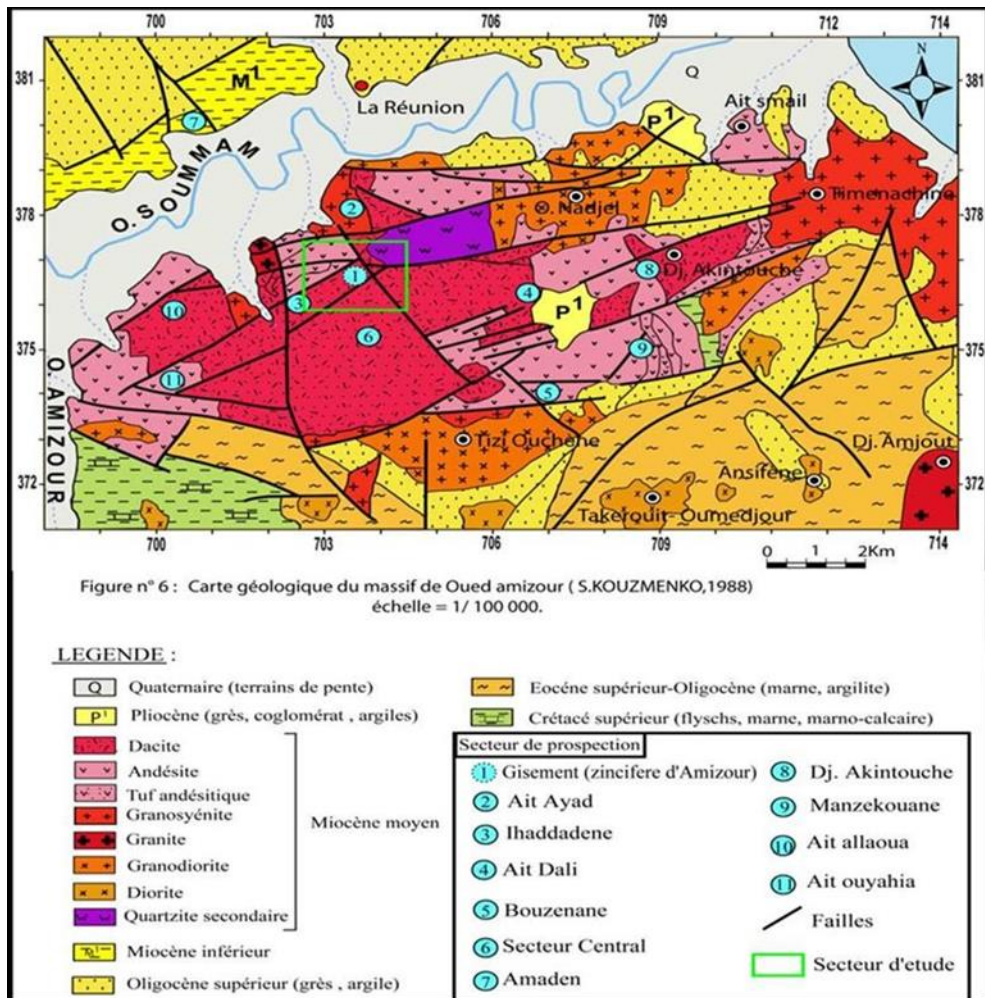 700 703 706 709 712 714
381 381
M¹
Q
N
La Réunion
Ait smail
P¹
7
O. SOUMMAM
Timenachine
378 378
2
O. Nadjel
Dj. Akintouche
8
1
3
4
10
P¹
6
375 375
9
11
5
O. AMIZOUR
Tizi Ouchene
Dj. Amjout
Ansifene
372 372
Takerouit- Oumedjour
700 703 706 709 714
0 1 2Km
Figure n° 6 : Carte géologique du massif de Oued amizour ( S.KOUZMENKO,1988)
échelle = 1/ 100 000.
LEGENDE :
Q Quaternaire (terrains de pente)
P¹ Pliocène (grès, coglomérat , argiles)
Dacite
Andésite
Tuf andésitique
Granosyénite
Granite
Granodiorite
Diorite
Quartzite secondaire
Miocène moyen
Miocène inférieur
Oligocène supérieur (grès , argile)
Eocéne supérieur-Oligocène (marne, argilite)
Crétacé supérieur (flyschs, marne, marno-calcaire)
Secteur de prospection
1 Gisement (zincifere d'Amizour)
2 Ait Ayad
3 Ihaddadene
4 Ait Dali
5 Bouzenane
6 Secteur Central
7 Amaden
8 Dj. Akintouche
9 Manzekouane
10 Ait allaoua
11 Ait ouyahia
Failles
Secteur d'etude